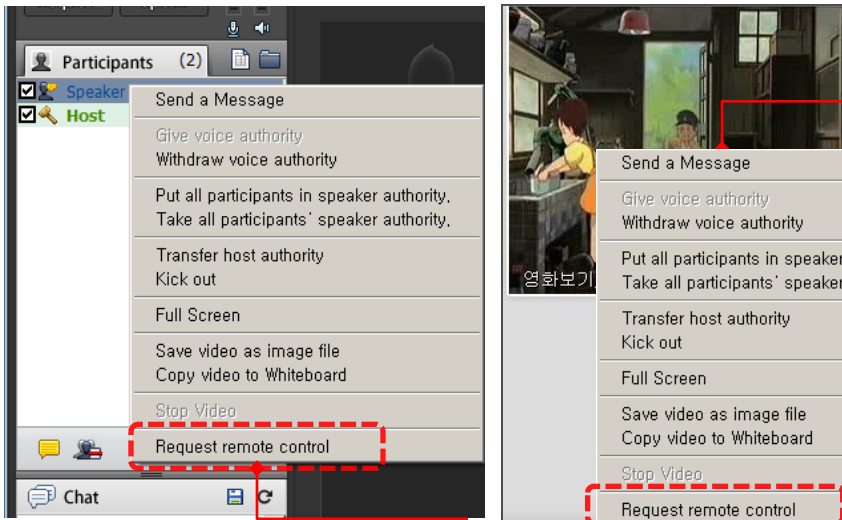 Participants (2)
Speaker
Host
Send a Message
Give voice authority
Withdraw voice authority
Put all participants in speaker authority,
Take all participants' speaker authority,
Transfer host authority
Kick out
Full Screen
Save video as image file
Copy video to Whiteboard
Stop Video
Request remote control
Chat
영화보기
Send a Message
Give voice authority
Withdraw voice authority
Put all participants in speaker
Take all participants' speaker
Transfer host authority
Kick out
Full Screen
Save video as image file
Copy video to Whiteboard
Stop Video
Request remote control